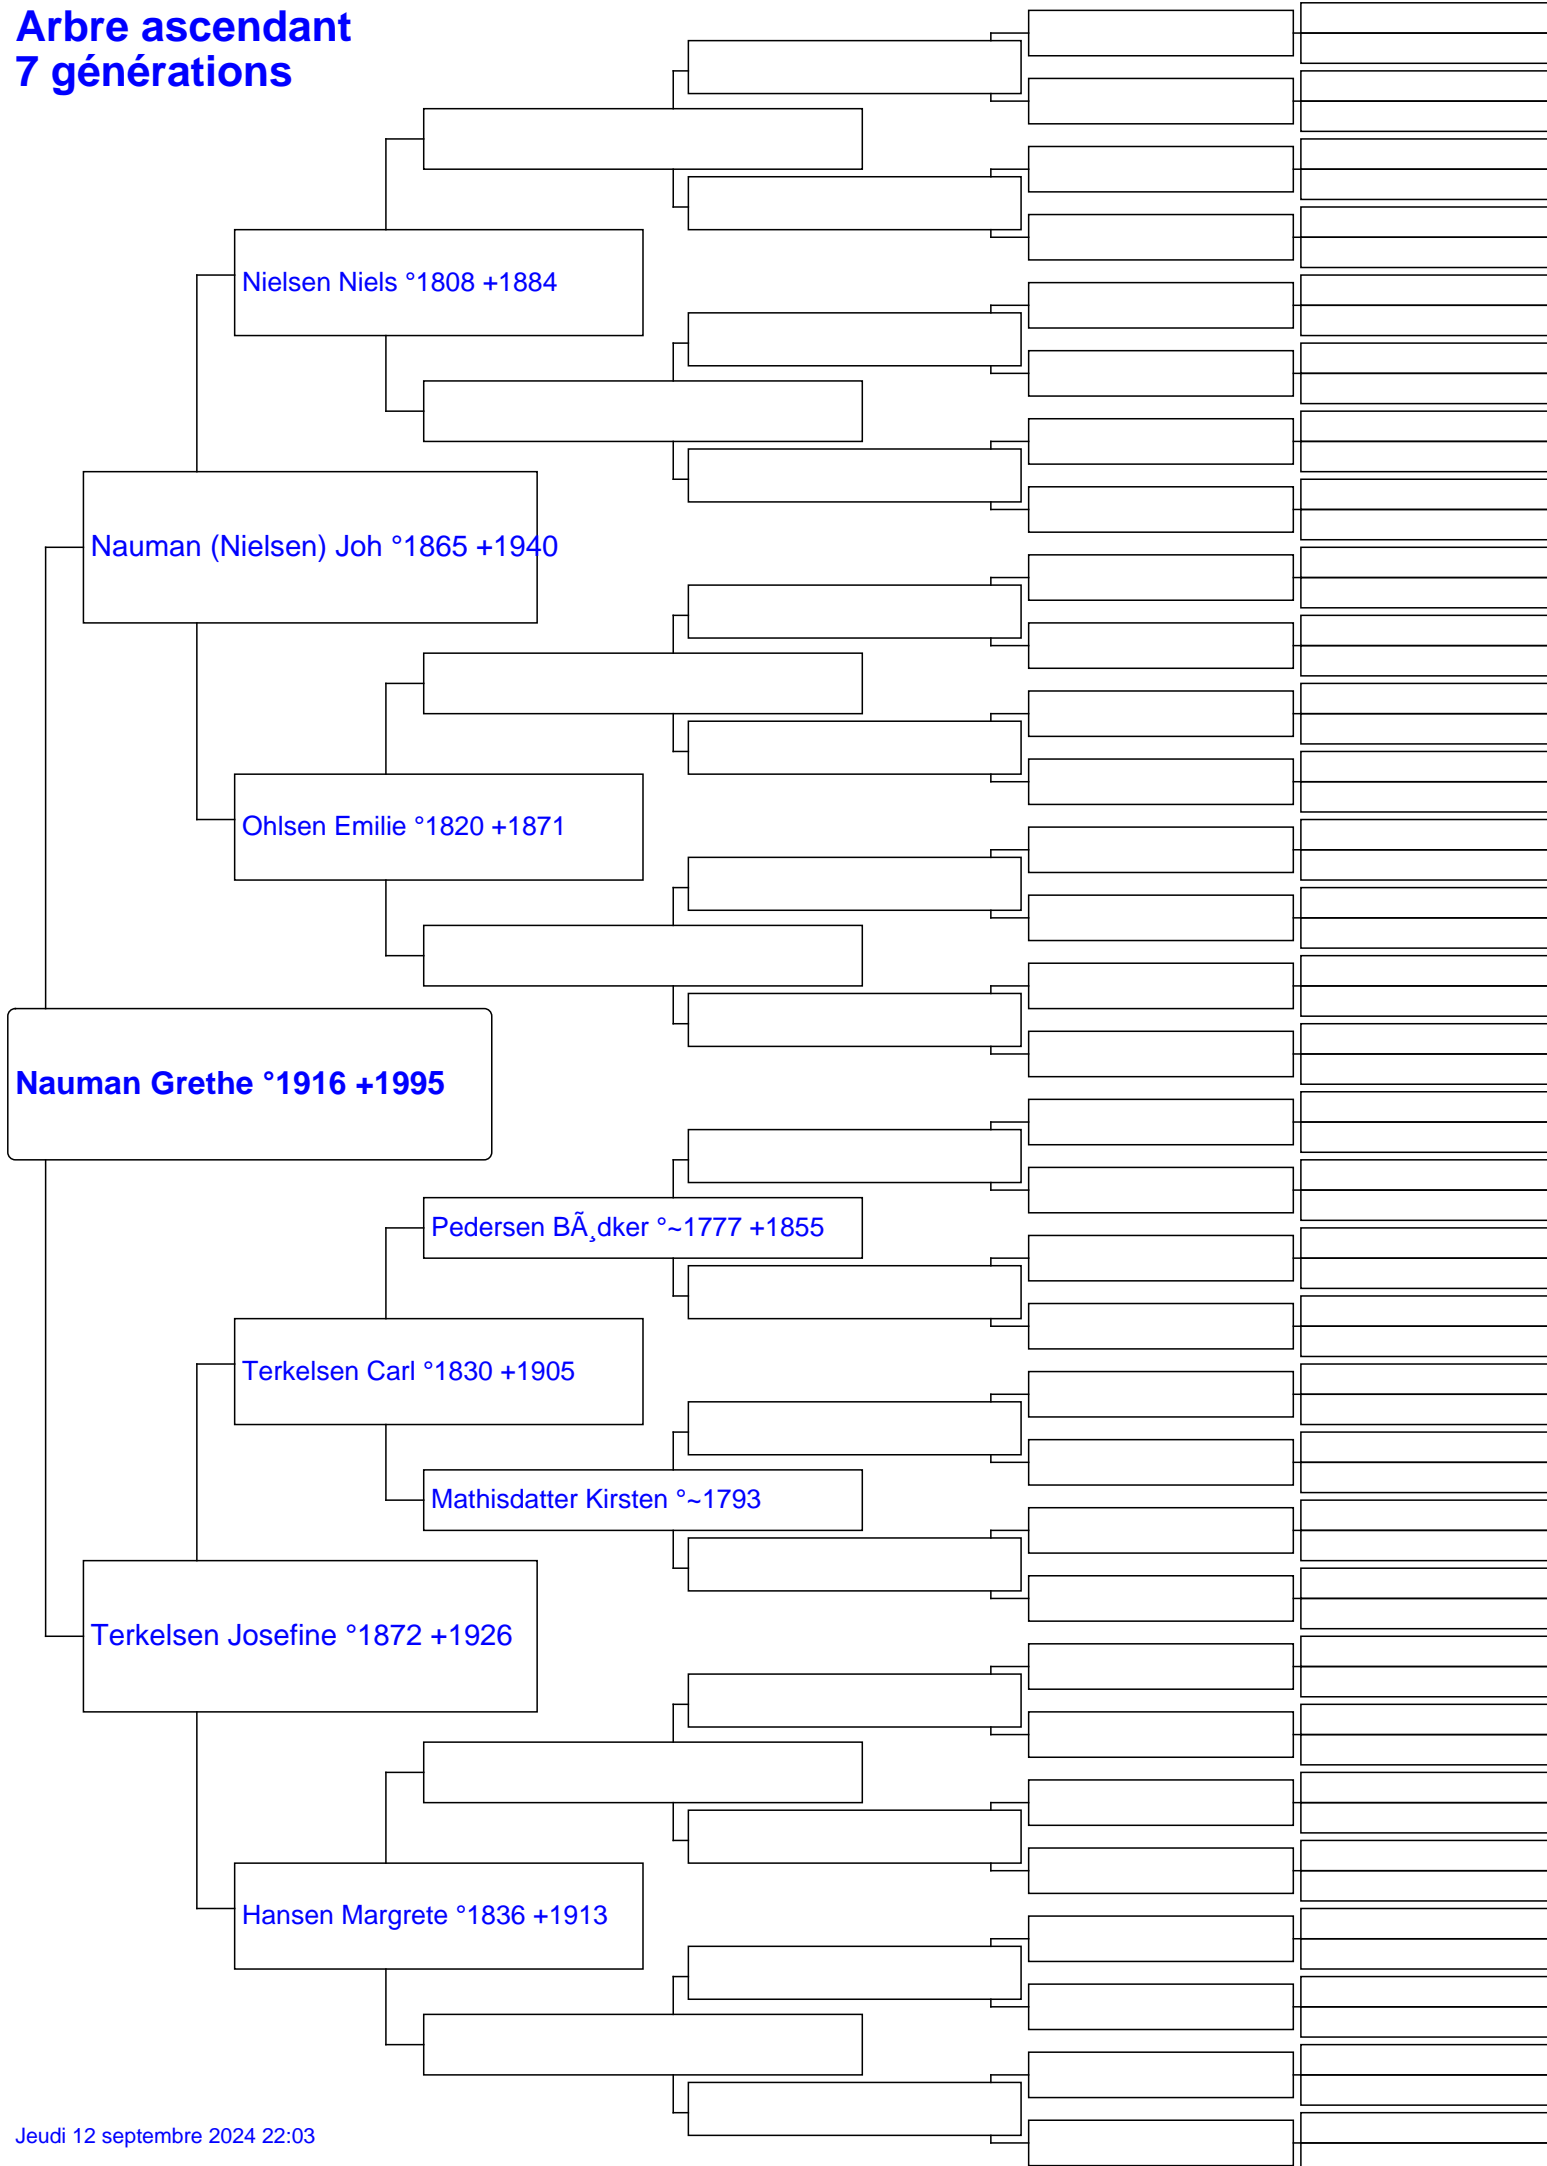 Arbre ascendant
7 générations
Nielsen Niels °1808 +1884
Nauman (Nielsen) Joh °1865 +1940
Ohlsen Emilie °1820 +1871
Nauman Grethe °1916 +1995
Pedersen BÃ¸dker °~1777 +1855
Terkelsen Carl °1830 +1905
Mathisdatter Kirsten °~1793
Terkelsen Josefine °1872 +1926
Hansen Margrete °1836 +1913
Jeudi 12 septembre 2024 22:03